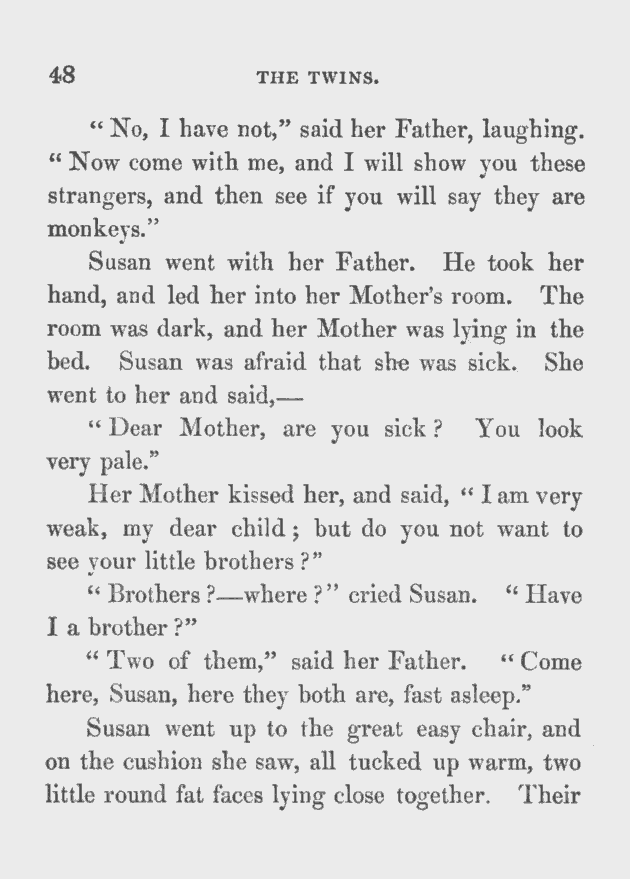 48 THE TWINS.
“ No, I have not,” said her Father, laughing.
“ Now come with me, and I will show you these
strangers, and then see if you will say they are
monkeys.”
Susan went with her Father. He took her
hand, and led her into her Mother’s room. The
room was dark, and her Mother was lying in the
bed. Susan was afraid that she was sick. She
went to her and said,—
“ Dear Mother, are you sick ? You look
very pale.”
Her Mother kissed her, and said, “ I am very
weak, my dear child ; but do you not want to
see your little brothers ?”
“ Brothers ?—where ?” cried Susan. “ Have
I a brother ?”
“ Two of them,” said her Father. “ Come
here, Susan, here they both are, fast asleep.”
Susan went up to the great easy chair, and
on the cushion she saw, all tucked up warm, two
little round fat faces lying close together. Their